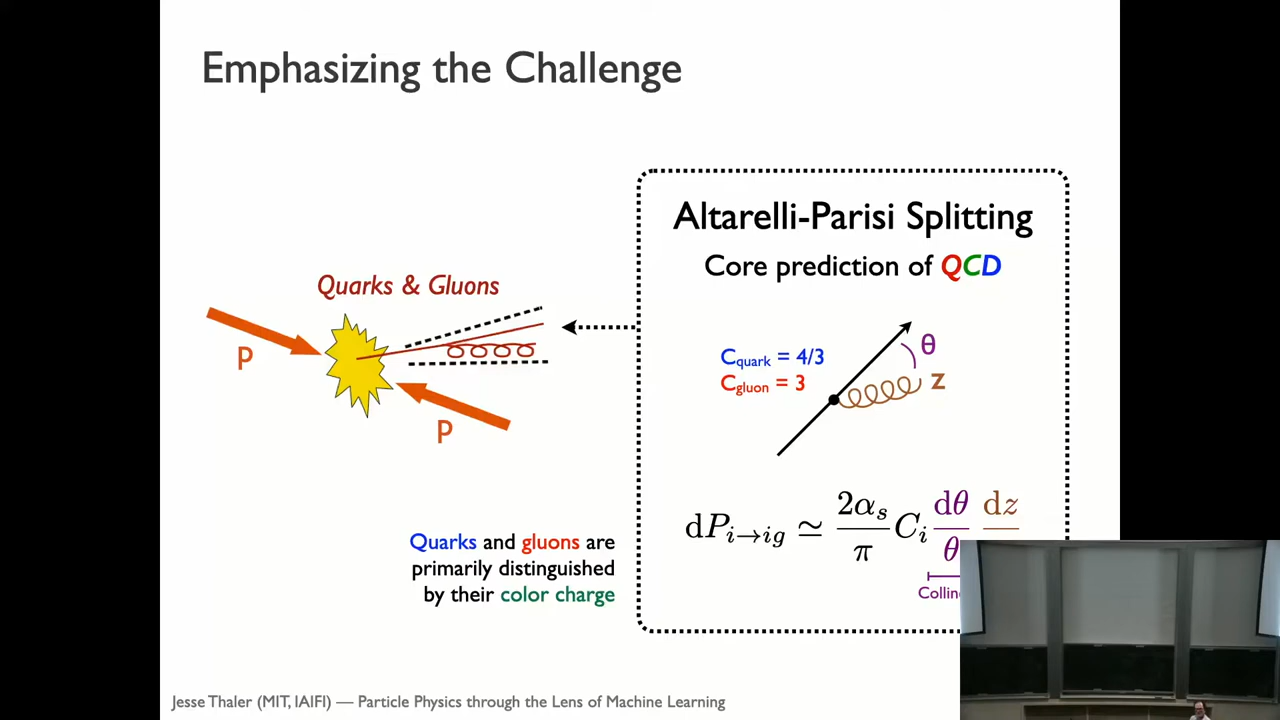 Emphasizing the Challenge
Altarelli-Parisi Splitting
Core prediction of QCD
Quarks & Gluons
p
p
C_quark = 4/3
C_gluon = 3
θ
z
dP_{i→ig} ≃ 2α_s/π C_i dθ/θ dz
Quarks and gluons are
primarily distinguished
by their color charge
Jesse Thaler (MIT, IAIFI) — Particle Physics through the Lens of Machine Learning